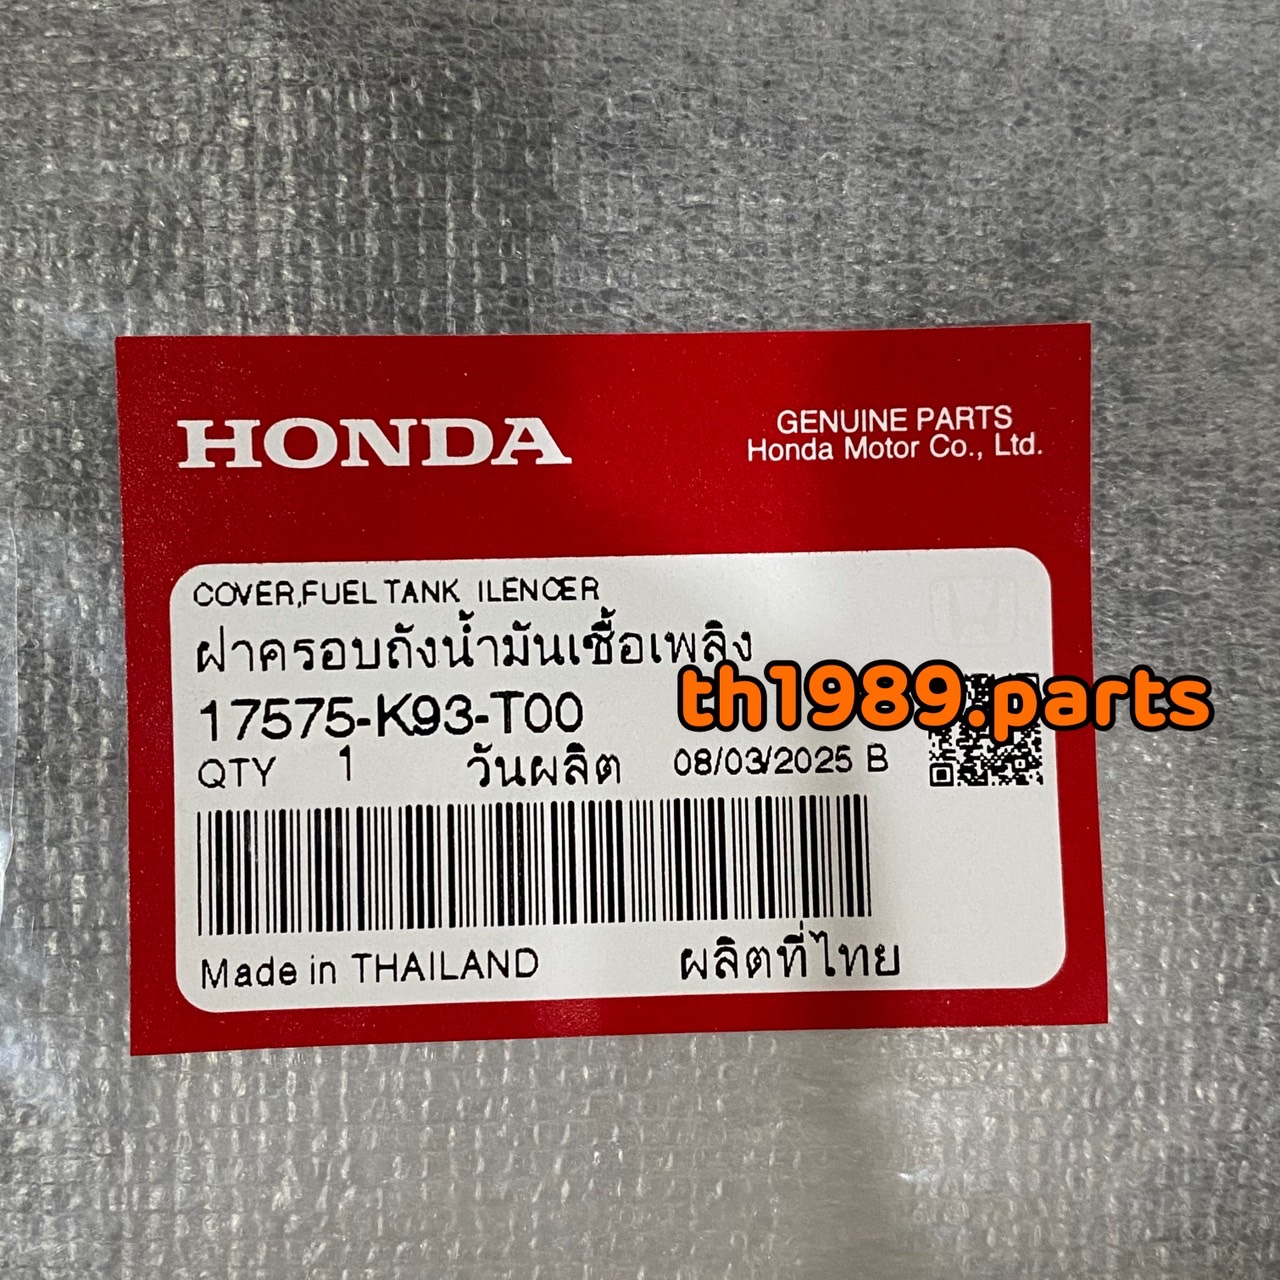 HONDA
GENUINE PARTS
Honda Motor Co., Ltd.
COVER,FUEL TANK ILENCER
ฝาครอบถังน้ำมันเชื้อเพลิง
17575-K93-T00
th1989.parts
QTY 1 วันผลิต 08/03/2025 B
Made in THAILAND ผลิตที่ไทย